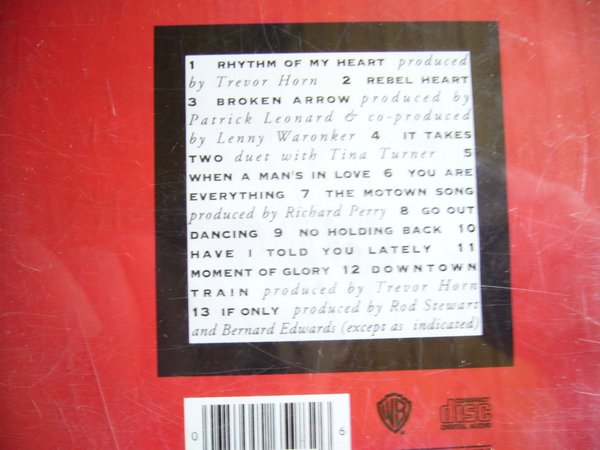 1 RHYTHM OF MY HEART produced
by Trevor Horn 2 REBEL HEART
3 BROKEN ARROW produced by
Patrick Leonard & co-produced
by Lenny Waronker 4 IT TAKES
TWO duet with Tina Turner 5
WHEN A MAN'S IN LOVE 6 YOU ARE
EVERYTHING 7 THE MOTOWN SONG
produced by Richard Perry 8 GO OUT
DANCING 9 NO HOLDING BACK 10
HAVE I TOLD YOU LATELY 11
MOMENT OF GLORY 12 DOWNTOWN
TRAIN produced by Trevor Horn
13 IF ONLY produced by Rod Stewart
and Bernard Edwards (except as indicated)
WB
COMPACT
disc
DIGITAL AUDIO
0 6